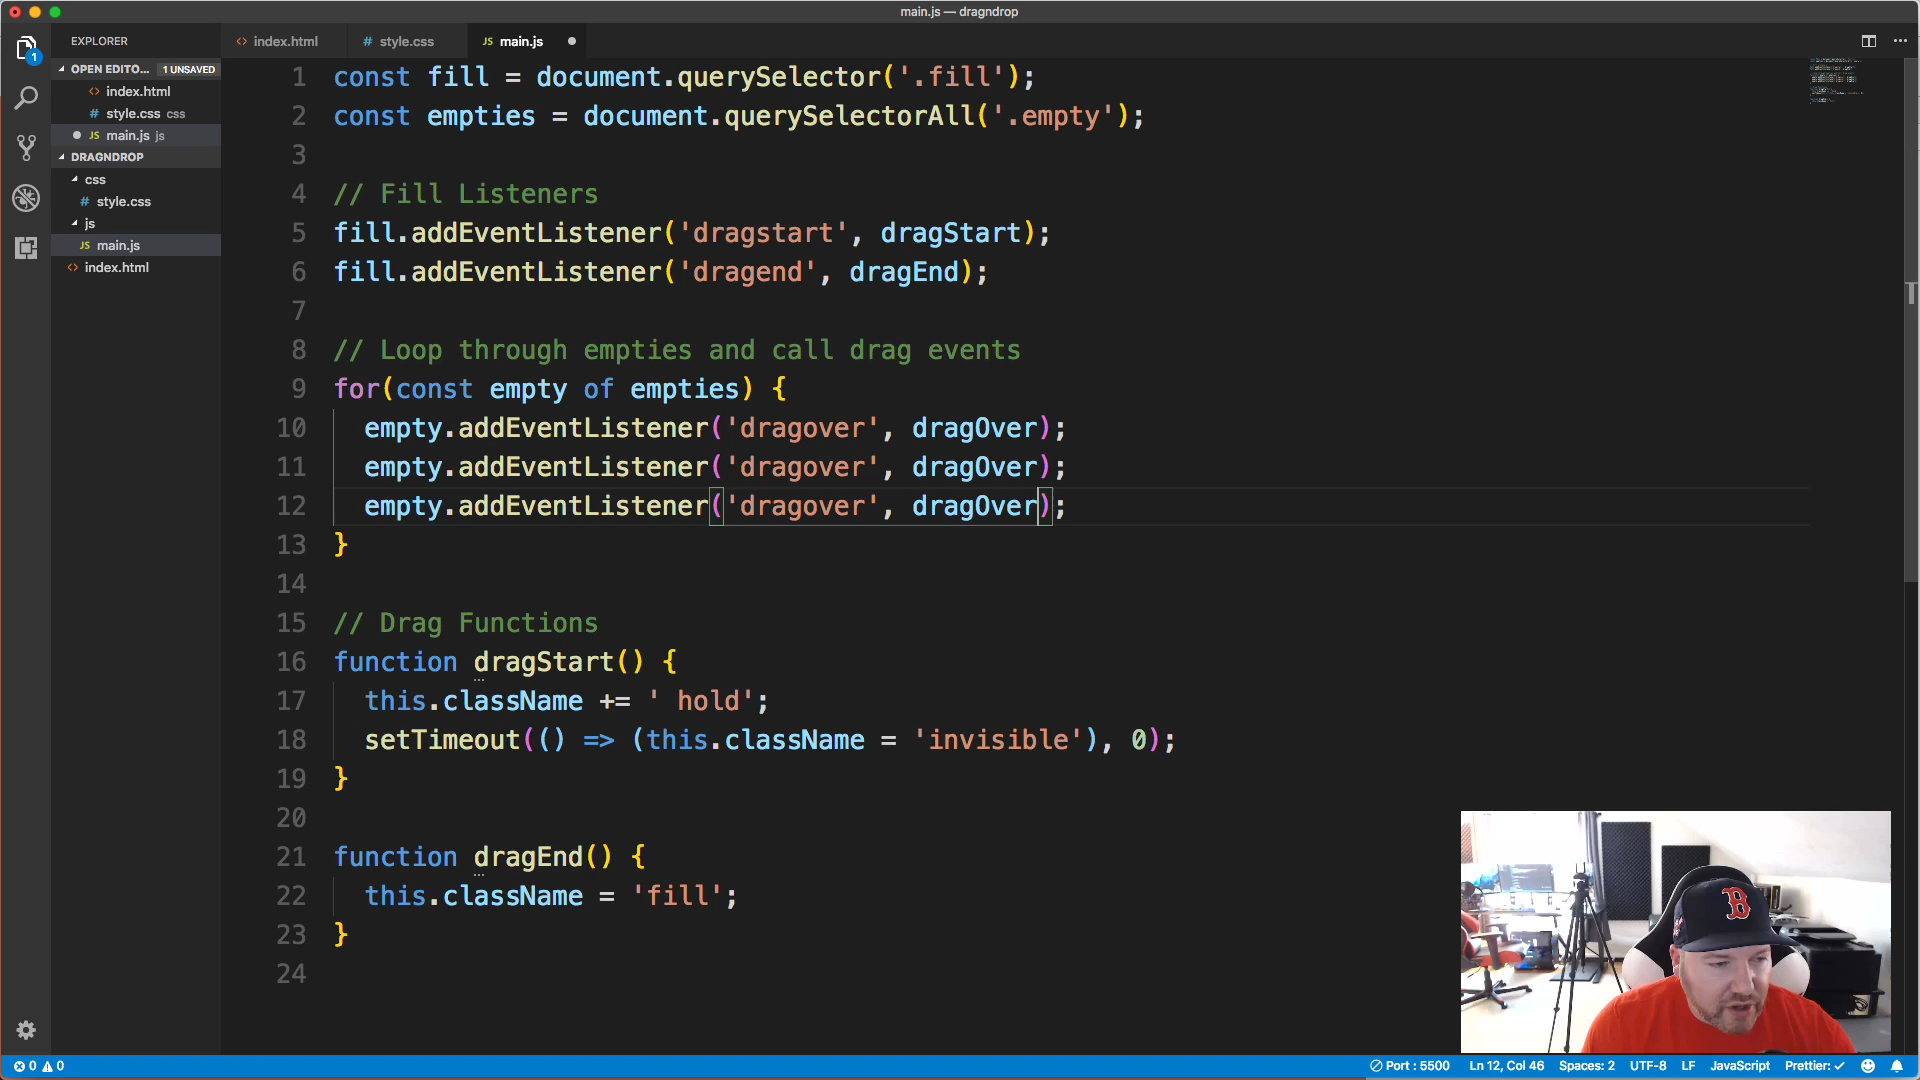 main.js — dragndrop
EXPLORER
index.html
# style.css
JS main.js
OPEN EDITO... 1 UNSAVED
index.html
# style.css css
JS main.js js
DRAGNDROP
css
# style.css
js
JS main.js
index.html
1
1 const fill = document.querySelector('.fill');
2 const empties = document.querySelectorAll('.empty');
3
4 // Fill Listeners
5 fill.addEventListener('dragstart', dragStart);
6 fill.addEventListener('dragend', dragEnd);
7
8 // Loop through empties and call drag events
9 for(const empty of empties) {
10 empty.addEventListener('dragover', dragOver);
11 empty.addEventListener('dragover', dragOver);
12 empty.addEventListener('dragover', dragOver);
13 }
14
15 // Drag Functions
16 function dragStart() {
17 this.className += ' hold';
18 setTimeout(() => (this.className = 'invisible'), 0);
19 }
20
21 function dragEnd() {
22 this.className = 'fill';
23 }
24
B
0 0
Port : 5500 Ln 12, Col 46 Spaces: 2 UTF-8 LF JavaScript Prettier: ✓